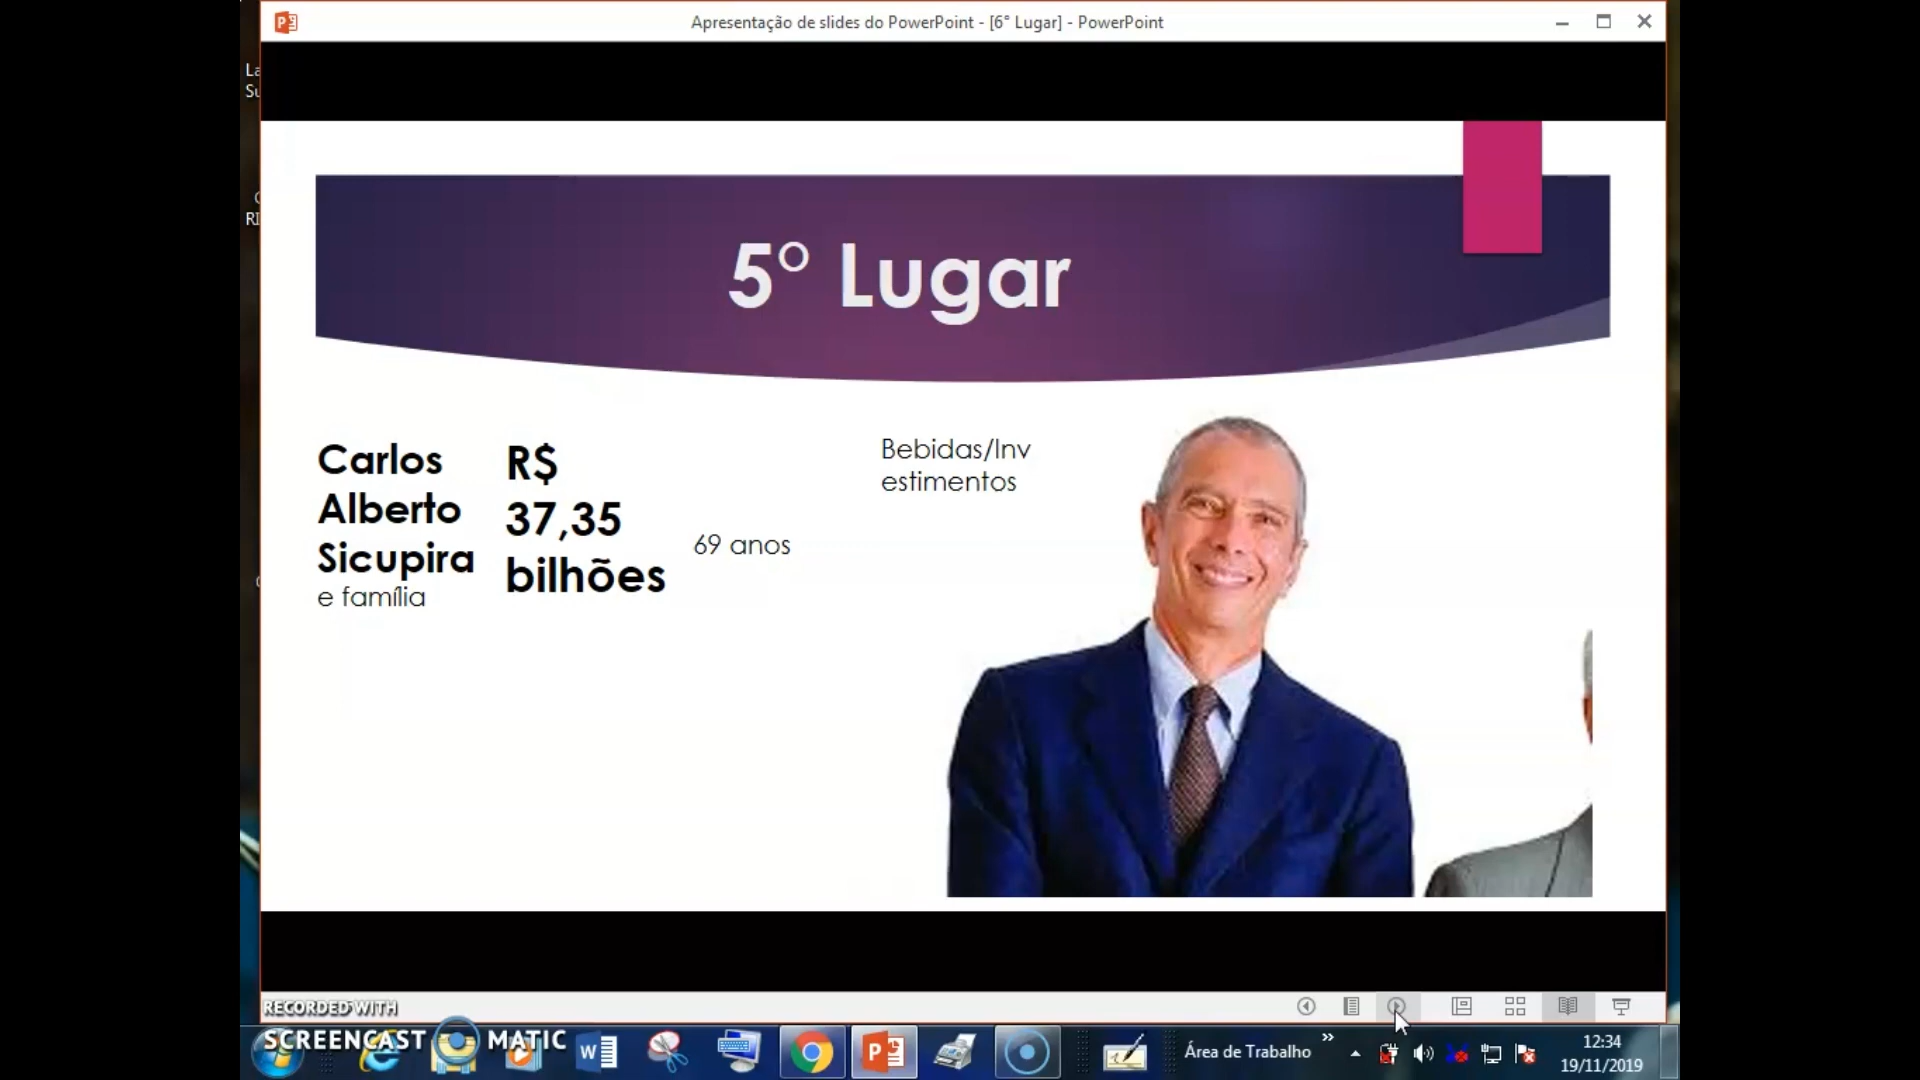 Apresentação de slides do PowerPoint - [6° Lugar] - PowerPoint
5° Lugar
Carlos
Alberto
Sicupira
e família
R$
37,35
bilhões
69 anos
Bebidas/Inv
estimentos
RECORDED WITH
SCREENCAST MATIC
Área de Trabalho
12:34
19/11/2019